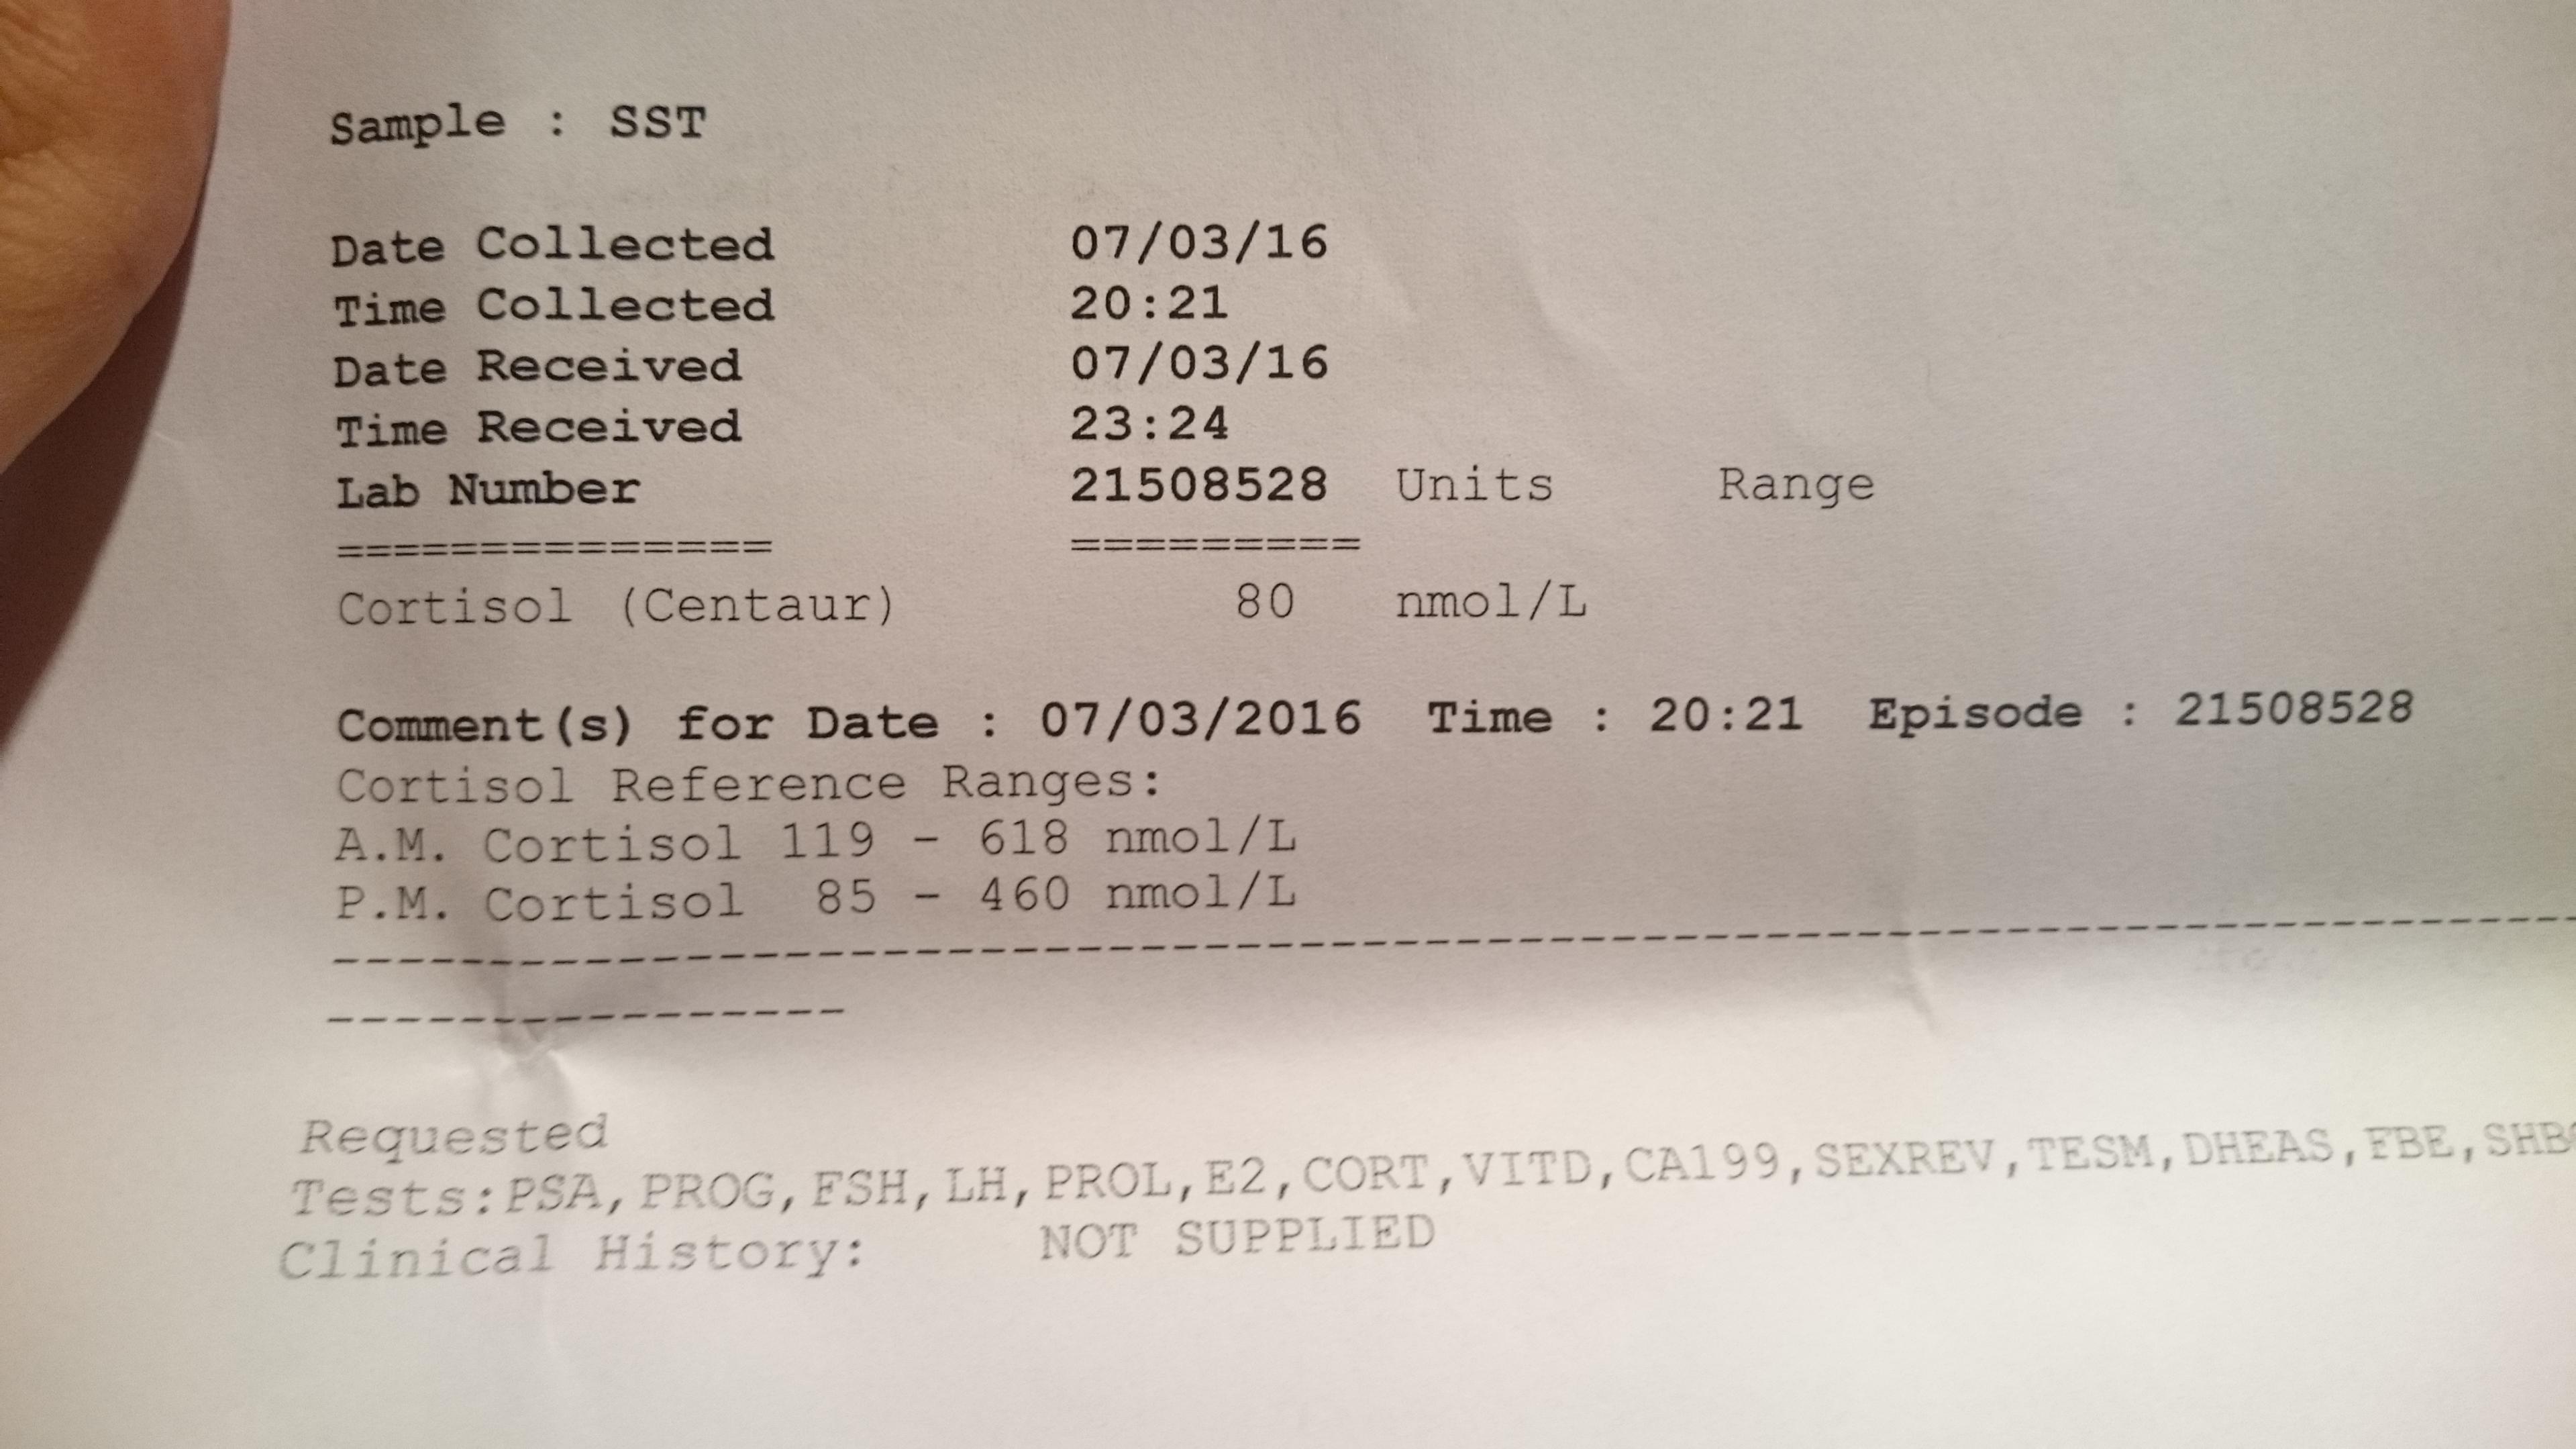 Sample : SST
Date Collected 07/03/16
Time Collected 20:21
Date Received 07/03/16
Time Received 23:24
Lab Number 21508528 Units Range
============== =========
Cortisol (Centaur) 80 nmol/L
Comment(s) for Date : 07/03/2016 Time : 20:21 Episode : 21508528
Cortisol Reference Ranges:
A.M. Cortisol 119 - 618 nmol/L
P.M. Cortisol 85 - 460 nmol/L
Requested
Tests:PSA,PROG,FSH,LH,PROL,E2,CORT,VITD,CA199,SEXREV,TESM,DHEAS,FBE,
Clinical History: NOT SUPPLIED